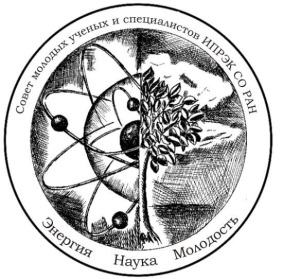 Совет молодых ученых и специалистов ИПРЭК СО РАН
Энергия Наука Молодость